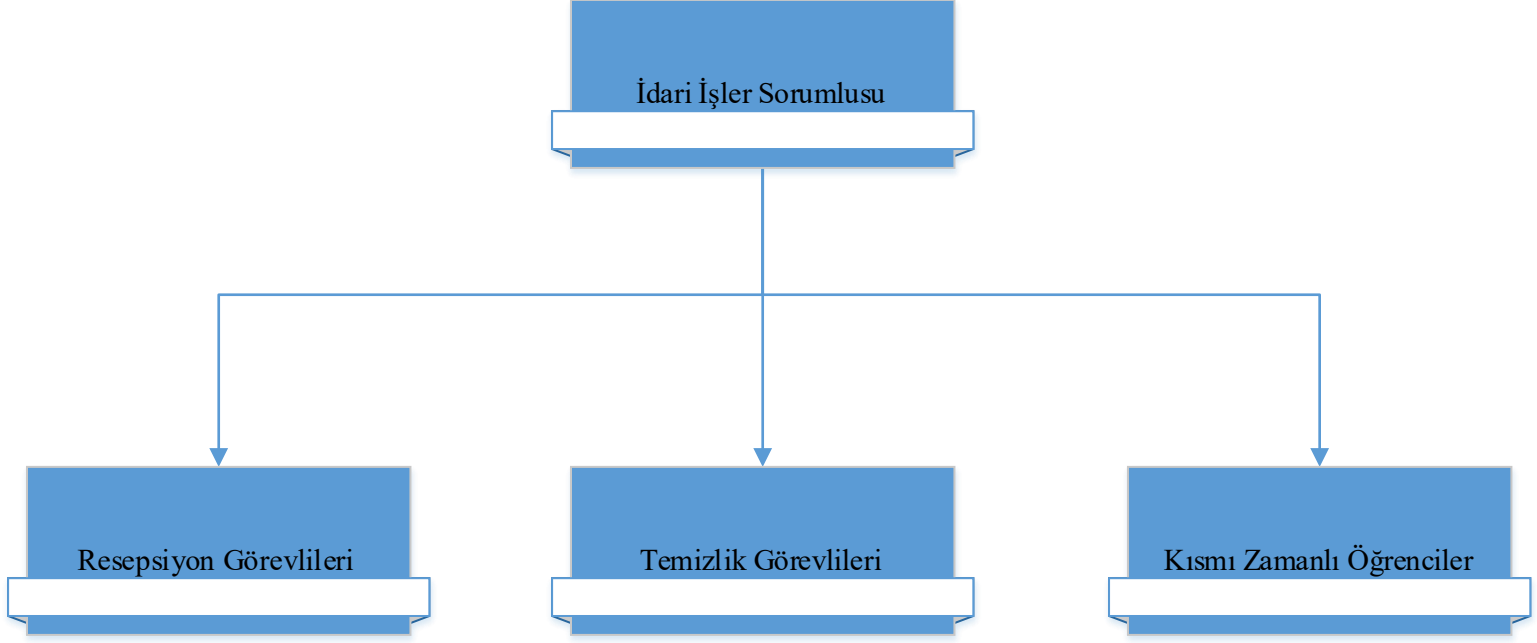 İdari İşler Sorumlusu
Resepsiyon Görevlileri
Temizlik Görevlileri
Kısmı Zamanlı Öğrenciler